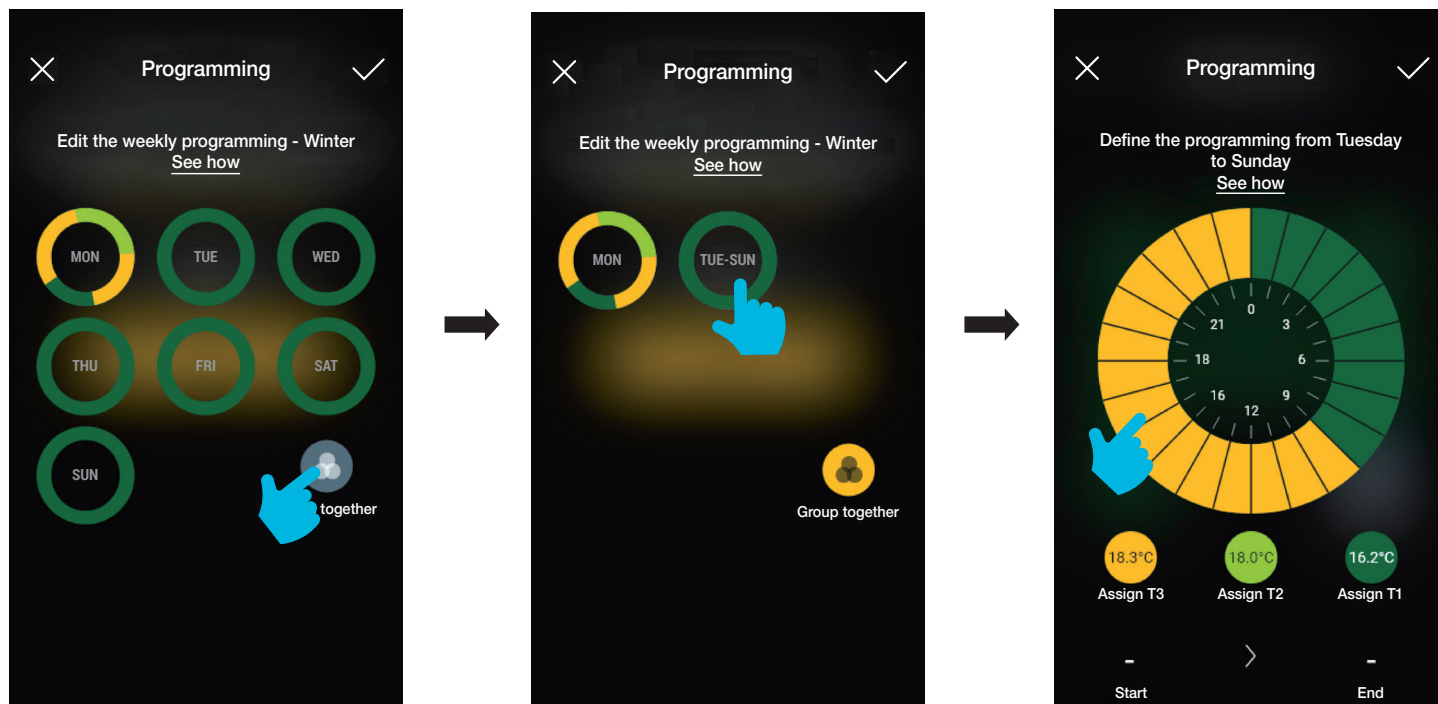 Programming
Edit the weekly programming - Winter
See how
MON
TUE
WED
THU
FRI
SAT
SUN
together
Programming
Edit the weekly programming - Winter
See how
MON
TUE-SUN
Group together
Programming
Define the programming from Tuesday
to Sunday
See how
0
3
6
9
12
16
18
21
18.3°C
18.0°C
16.2°C
Assign T3
Assign T2
Assign T1
- > -
Start
End